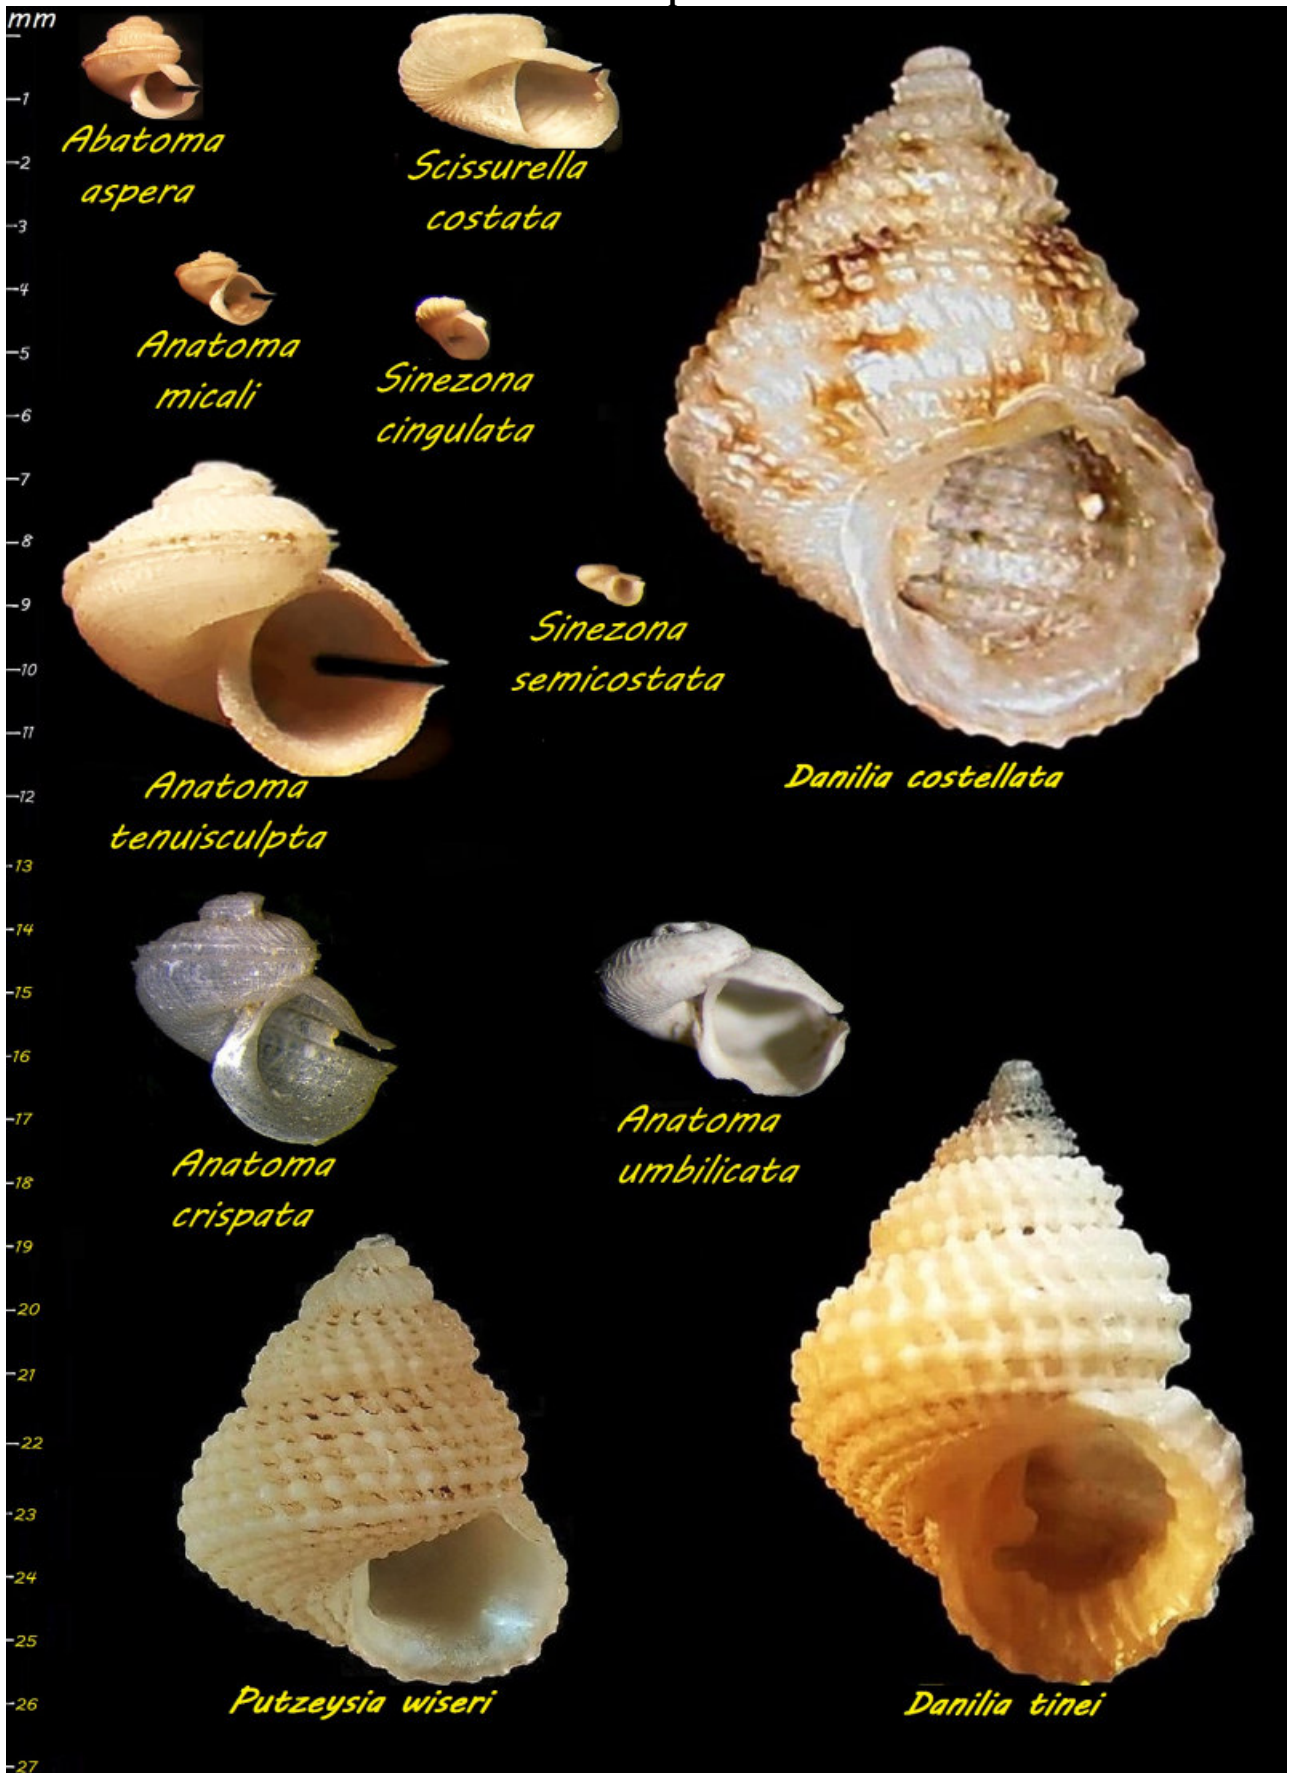 mm
1
2
3
4
5
6
7
8
9
10
11
12
13
14
15
16
17
18
19
20
21
22
23
24
25
26
27
Abatoma
aspera
Scissurella
costata
Anatoma
micali
Sinezona
cingulata
Sinezona
semicostata
Anatoma
tenuisculpta
Danilia costellata
Anatoma
crispata
Anatoma
umbilicata
Putzeysia wiseri
Danilia tinei